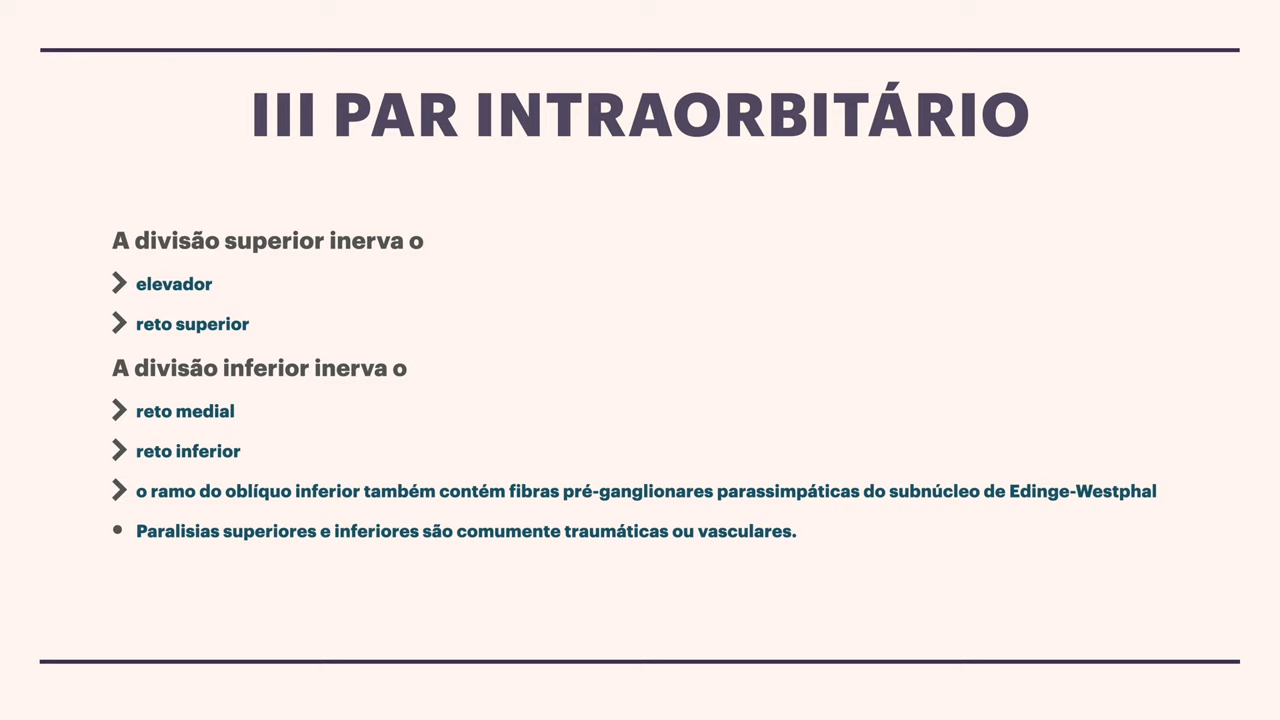 III PAR INTRAORBITÁRIO
A divisão superior inerva o
elevador
reto superior
A divisão inferior inerva o
reto medial
reto inferior
o ramo do oblíquo inferior também contém fibras pré-ganglionares parassimpáticas do subnúcleo de Edinge-Westphal
Paralisias superiores e inferiores são comumente traumáticas ou vasculares.